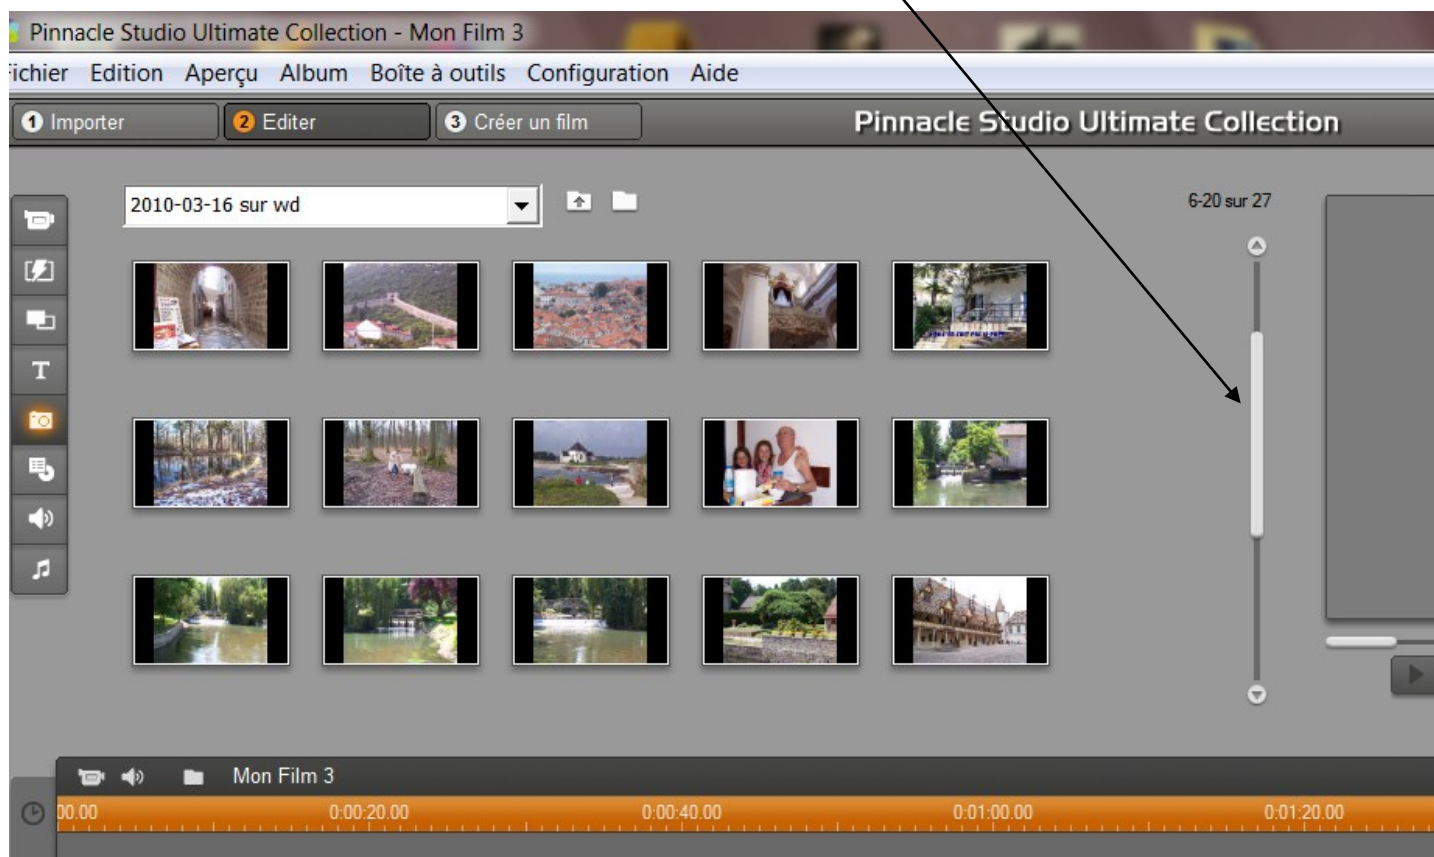 Pinnacle Studio Ultimate Collection - Mon Film 3
ichier Edition Aperçu Album Boîte à outils Configuration Aide
1 Importer 2 Editer 3 Créer un film Pinnacle Studio Ultimate Collection
2010-03-16 sur wd 6-20 sur 27
T
Mon Film 3
00.00 0:00:20.00 0:00:40.00 0:01:00.00 0:01:20.00